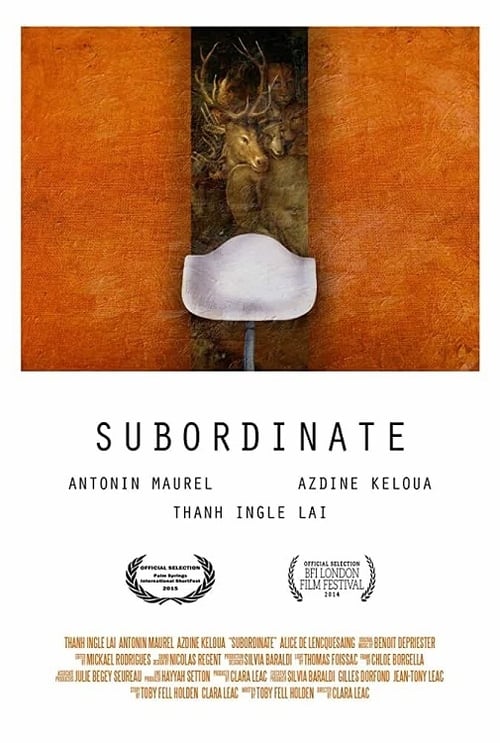 SUBORDINATE
ANTONIN MAUREL AZDINE KELOUA
THANH INGLE LAI
OFFICIAL SELECTION
Palm Springs
International ShortFest
2015
OFFICIAL SELECTION
BFI LONDON
FILM FESTIVAL
2014
THANH INGLE LAI ANTONIN MAUREL AZDINE KELOUA "SUBORDINATE" ALICE DE LENCQUESAING BENOIT DEPRIESTER
MICKAEL RODRIGUES NICOLAS REGENT SILVIA BARALDI THOMAS FOISSAC CHLOE BORGELLA
JULIE BEGEY SEUREAU HAYYAH SETTON CLARA LEAC SILVIA BARALDI GILLES DORFOND JEAN-TONY LEAC
TOBY FELL HOLDEN CLARA LEAC TOBY FELL HOLDEN CLARA LEAC